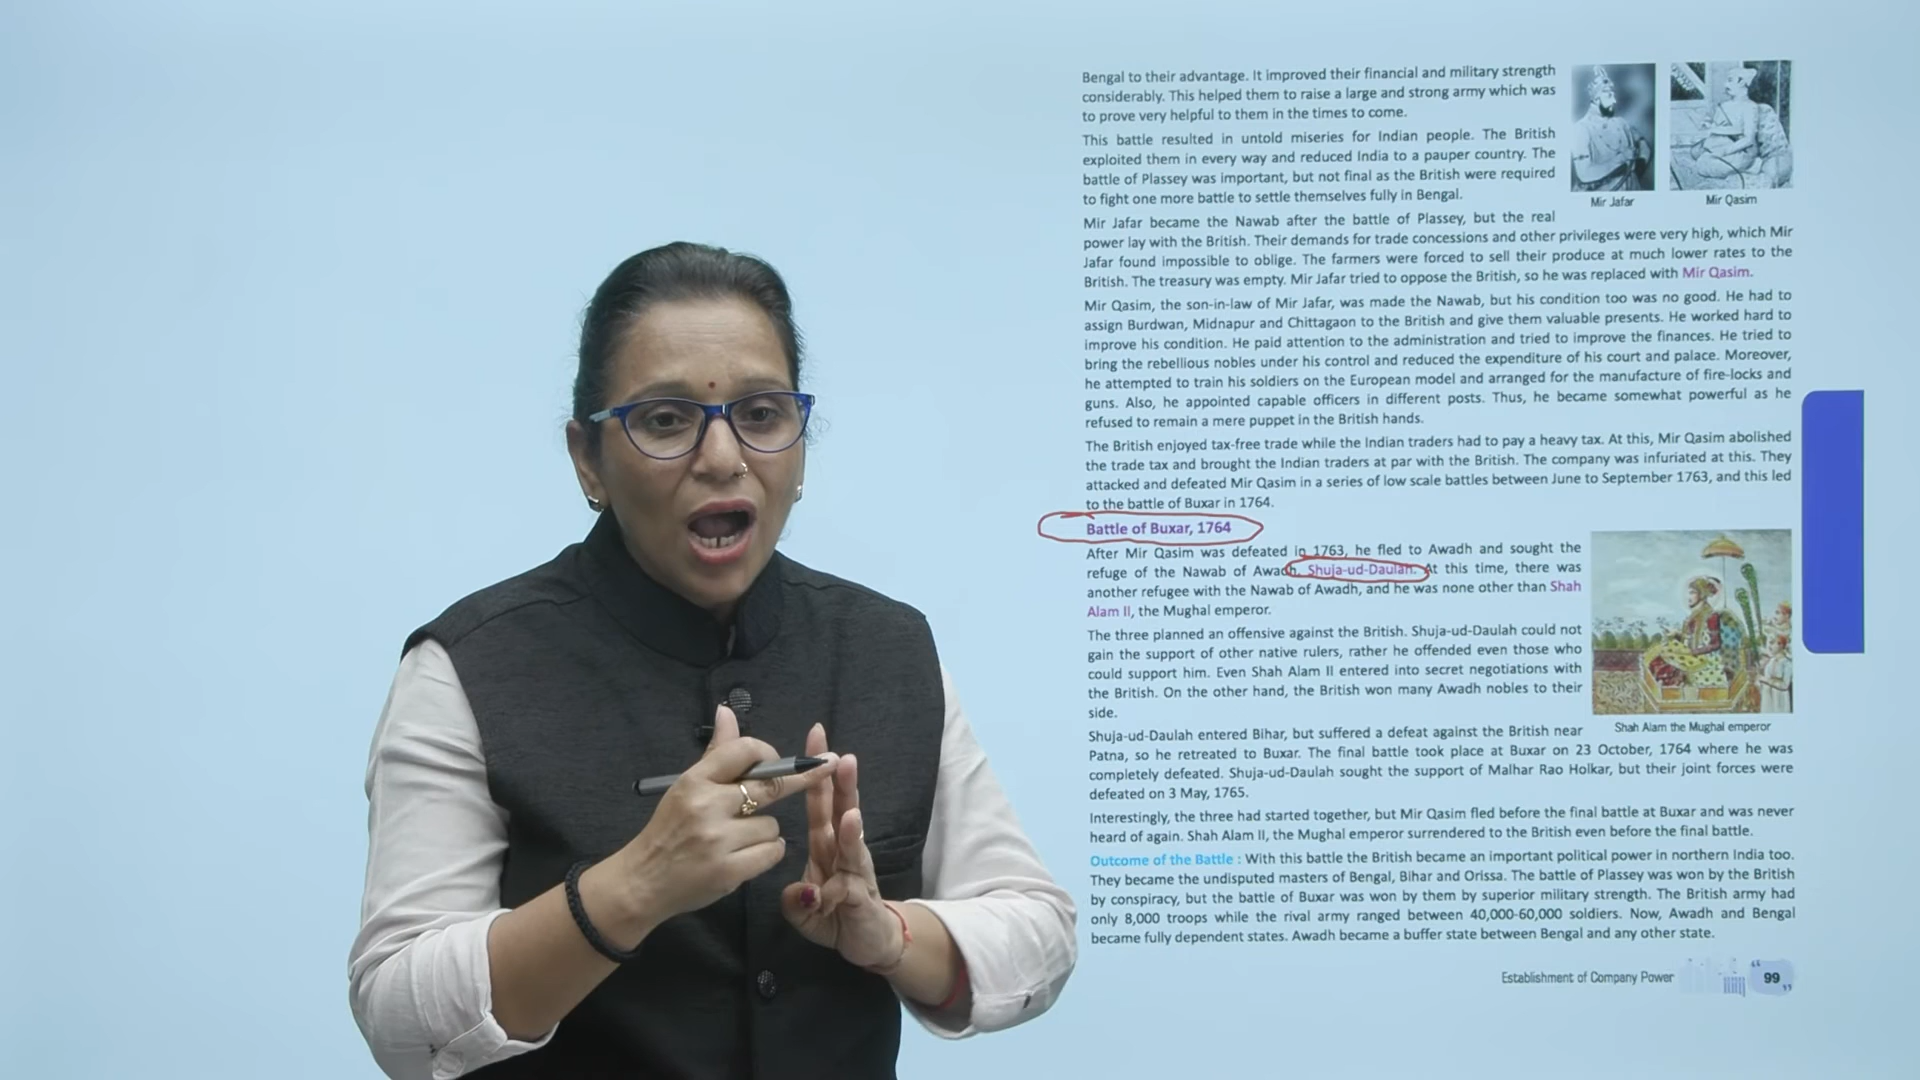 Bengal to their advantage. It improved their financial and military strength
considerably. This helped them to raise a large and strong army which was
to prove very helpful to them in the times to come.
This battle resulted in untold miseries for Indian people. The British
exploited them in every way and reduced India to a pauper country. The
battle of Plassey was important, but not final as the British were required
to fight one more battle to settle themselves fully in Bengal.
Mir Jafar
Mir Qasim
Mir Jafar became the Nawab after the battle of Plassey, but the real
power lay with the British. Their demands for trade concessions and other privileges were very high, which Mir
Jafar found impossible to oblige. The farmers were forced to sell their produce at much lower rates to the
British. The treasury was empty. Mir Jafar tried to oppose the British, so he was replaced with Mir Qasim.
Mir Qasim, the son-in-law of Mir Jafar, was made the Nawab, but his condition too was no good. He had to
assign Burdwan, Midnapur and Chittagaon to the British and give them valuable presents. He worked hard to
improve his condition. He paid attention to the administration and tried to improve the finances. He tried to
bring the rebellious nobles under his control and reduced the expenditure of his court and palace. Moreover,
he attempted to train his soldiers on the European model and arranged for the manufacture of fire-locks and
guns. Also, he appointed capable officers in different posts. Thus, he became somewhat powerful as he
refused to remain a mere puppet in the British hands.
The British enjoyed tax-free trade while the Indian traders had to pay a heavy tax. At this, Mir Qasim abolished
the trade tax and brought the Indian traders at par with the British. The company was infuriated at this. They
attacked and defeated Mir Qasim in a series of low scale battles between June to September 1763, and this led
to the battle of Buxar in 1764.
Battle of Buxar, 1764
After Mir Qasim was defeated in 1763, he fled to Awadh and sought the
refuge of the Nawab of Awadh, Shuja-ud-Daulah. At this time, there was
another refugee with the Nawab of Awadh, and he was none other than Shah
Alam II, the Mughal emperor.
The three planned an offensive against the British. Shuja-ud-Daulah could not
gain the support of other native rulers, rather he offended even those who
could support him. Even Shah Alam II entered into secret negotiations with
the British. On the other hand, the British won many Awadh nobles to their
side.
Shah Alam the Mughal emperor
Shuja-ud-Daulah entered Bihar, but suffered a defeat against the British near
Patna, so he retreated to Buxar. The final battle took place at Buxar on 23 October, 1764 where he was
completely defeated. Shuja-ud-Daulah sought the support of Malhar Rao Holkar, but their joint forces were
defeated on 3 May, 1765.
Interestingly, the three had started together, but Mir Qasim fled before the final battle at Buxar and was never
heard of again. Shah Alam II, the Mughal emperor surrendered to the British even before the final battle.
Outcome of the Battle : With this battle the British became an important political power in northern India too.
They became the undisputed masters of Bengal, Bihar and Orissa. The battle of Plassey was won by the British
by conspiracy, but the battle of Buxar was won by them by superior military strength. The British army had
only 8,000 troops while the rival army ranged between 40,000-60,000 soldiers. Now, Awadh and Bengal
became fully dependent states. Awadh became a buffer state between Bengal and any other state.
Establishment of Company Power
99